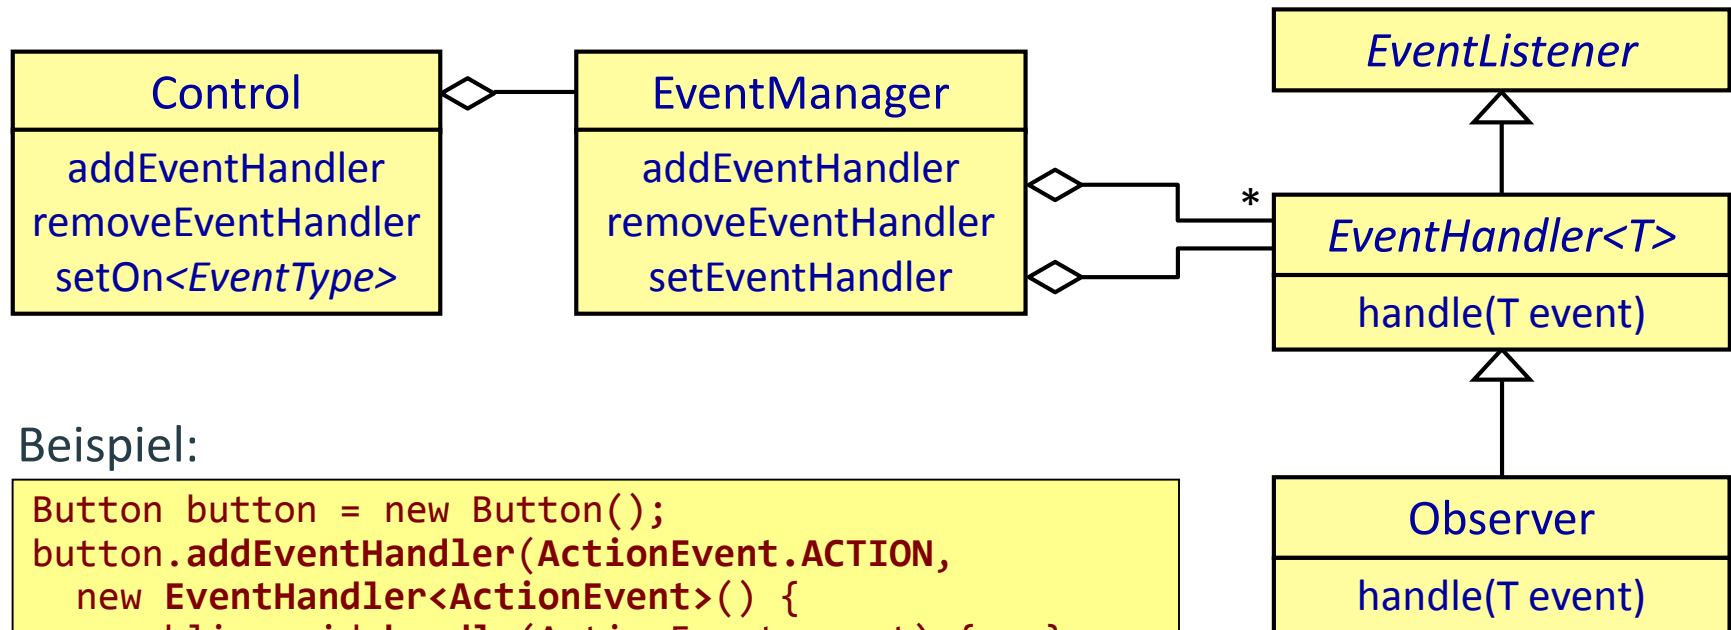 Control
addEventHandler
removeEventHandler
setOn<EventType>
EventManager
addEventHandler
removeEventHandler
setEventHandler
*
EventListener
EventHandler<T>
handle(T event)
Observer
handle(T event)
Beispiel:
Button button = new Button();
button.addEventHandler(ActionEvent.ACTION,
new EventHandler<ActionEvent>() {